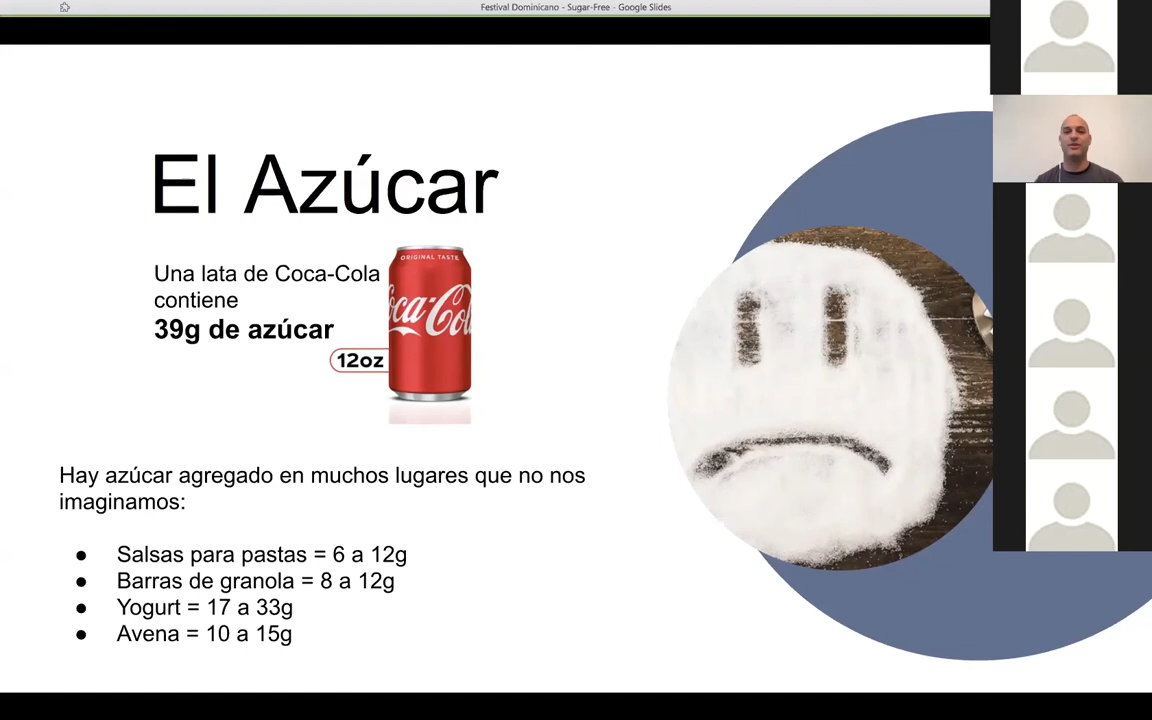 Festival Dominicano - Sugar-Free - Google Slides
El Azúcar
Una lata de Coca-Cola
contiene
39g de azúcar
ORIGINAL TASTE
Coca-Cola
12oz
Hay azúcar agregado en muchos lugares que no nos
imaginamos:
● Salsas para pastas = 6 a 12g
● Barras de granola = 8 a 12g
● Yogurt = 17 a 33g
● Avena = 10 a 15g